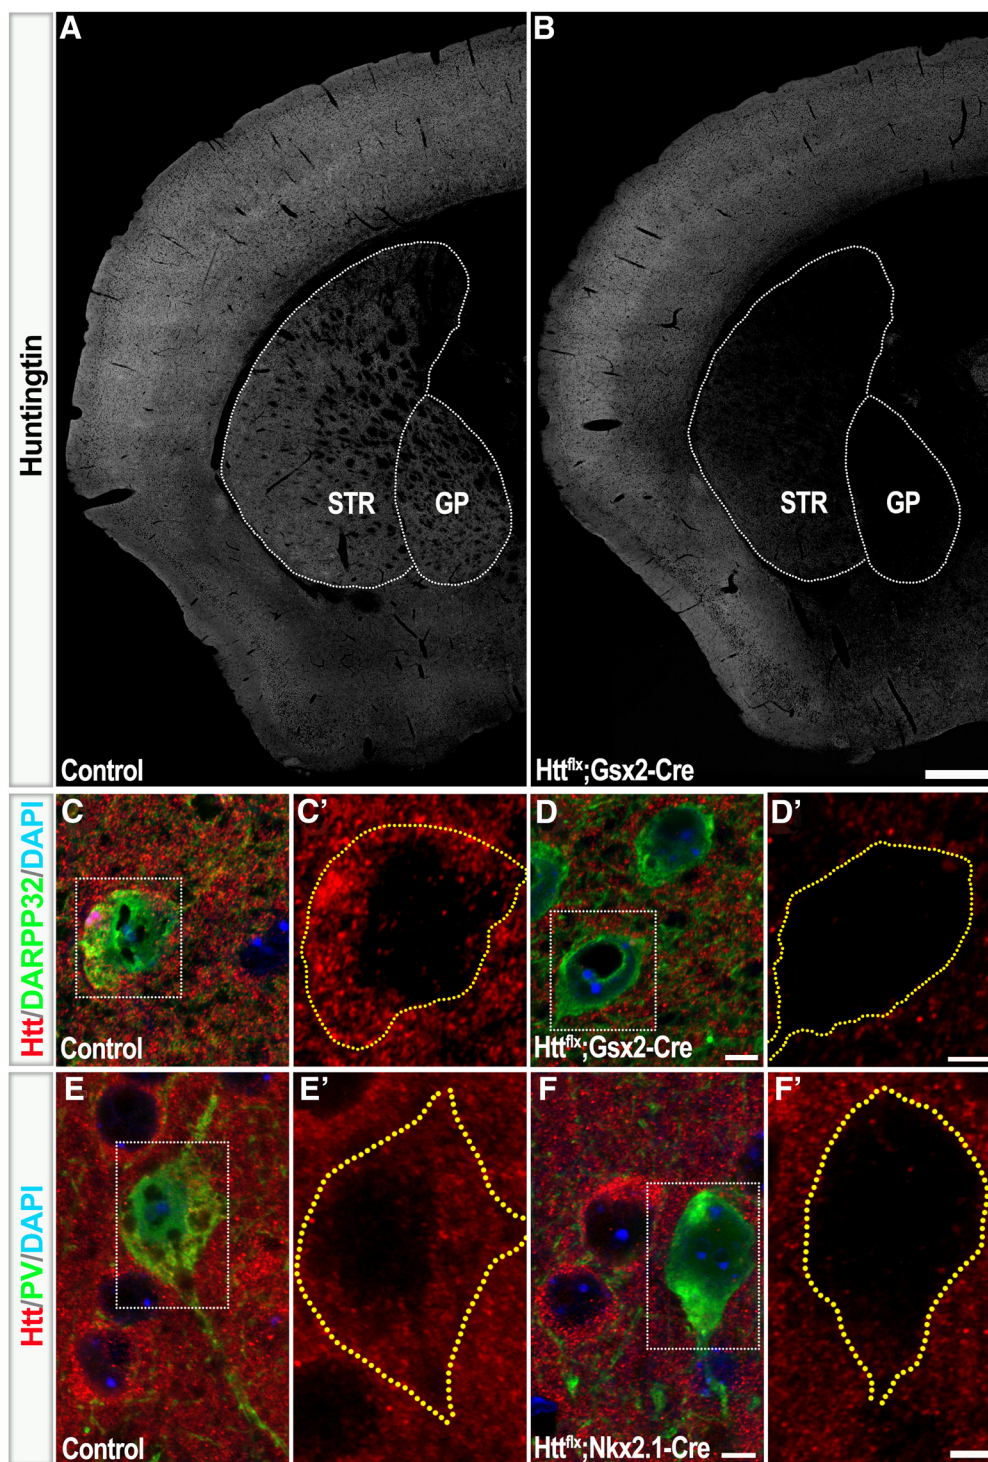 Huntingtin
A
STR
GP
Control
B
STR
GP
Htt^flx;Gsx2-Cre
Htt/DARPP32/DAPI
C
Control
C’
D
Htt^flx;Gsx2-Cre
D’
Htt/PV/DAPI
E
Control
E’
F
Htt^flx;Nkx2.1-Cre
F’